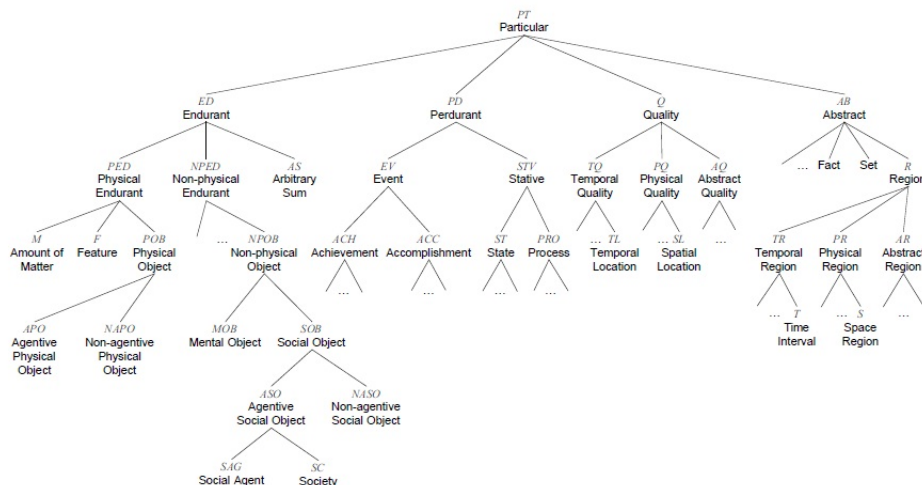 PT
Particular
ED PD Q AB
Endurant Perdurant Quality Abstract
PED NPED AS EV STV TQ PQ AQ ... Fact Set R
Physical Non-physical Arbitrary Event Stative Temporal Physical Abstract Region
Endurant Endurant Sum Quality Quality Quality
M F POB ... NPOB ACH ACC ST PRO ... TL ... SL ... TR PR AR
Amount of Feature Physical Non-physical Achievement Accomplishment State Process Temporal Spatial Temporal Physical Abstract
Matter Object Object Location Location Region Region Region
... ... ... ...
APO NAPO MOB SOB ... T ... S ...
Agentive Non-agentive Mental Object Social Object Time Space
Physical Physical Interval Region
Object Object
ASO NASO
Agentive Non-agentive
Social Object Social Object
SAG SC
Social Agent Society